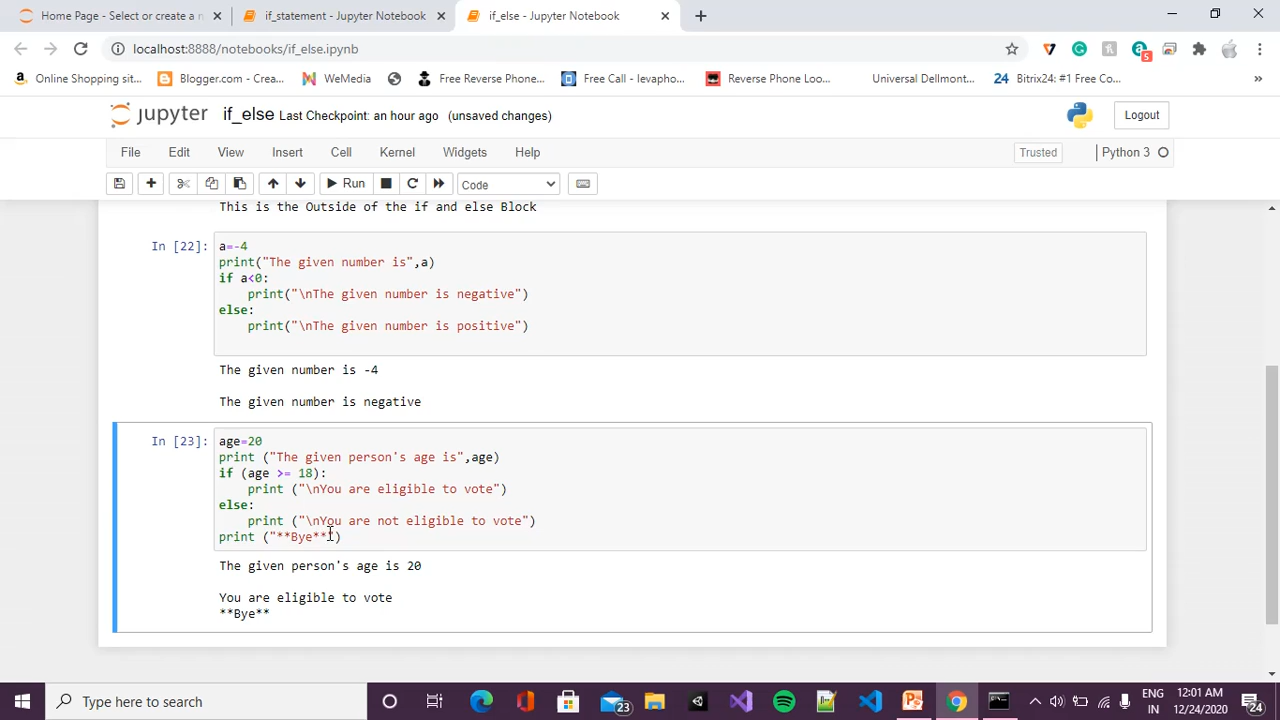 Home Page - Select or create a n
if_statement - Jupyter Notebook
if_else - Jupyter Notebook
localhost:8888/notebooks/if_else.ipynb
5
Online Shopping sit...
Blogger.com - Crea...
WeMedia
Free Reverse Phone...
Free Call - levapho...
Reverse Phone Loo...
Universal Dellmont...
24 Bitrix24: #1 Free Co...
»
jupyter if_else Last Checkpoint: an hour ago (unsaved changes)
Logout
File Edit View Insert Cell Kernel Widgets Help
Trusted
Python 3
Run
Code
This is the Outside of the if and else Block
In [22]: a=-4
print("The given number is",a)
if a<0:
    print("\nThe given number is negative")
else:
    print("\nThe given number is positive")
The given number is -4
The given number is negative
In [23]: age=20
print ("The given person's age is",age)
if (age >= 18):
    print ("\nYou are eligible to vote")
else:
    print ("\nYou are not eligible to vote")
print ("**Bye**")
The given person's age is 20
You are eligible to vote
**Bye**
Type here to search
23
ENG
IN
12:01 AM
12/24/2020
24